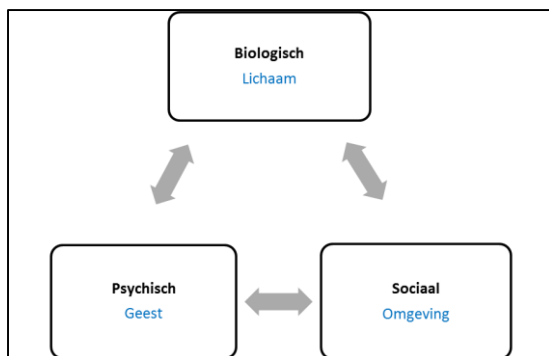 Biologisch
Lichaam
Psychisch
Geest
Sociaal
Omgeving